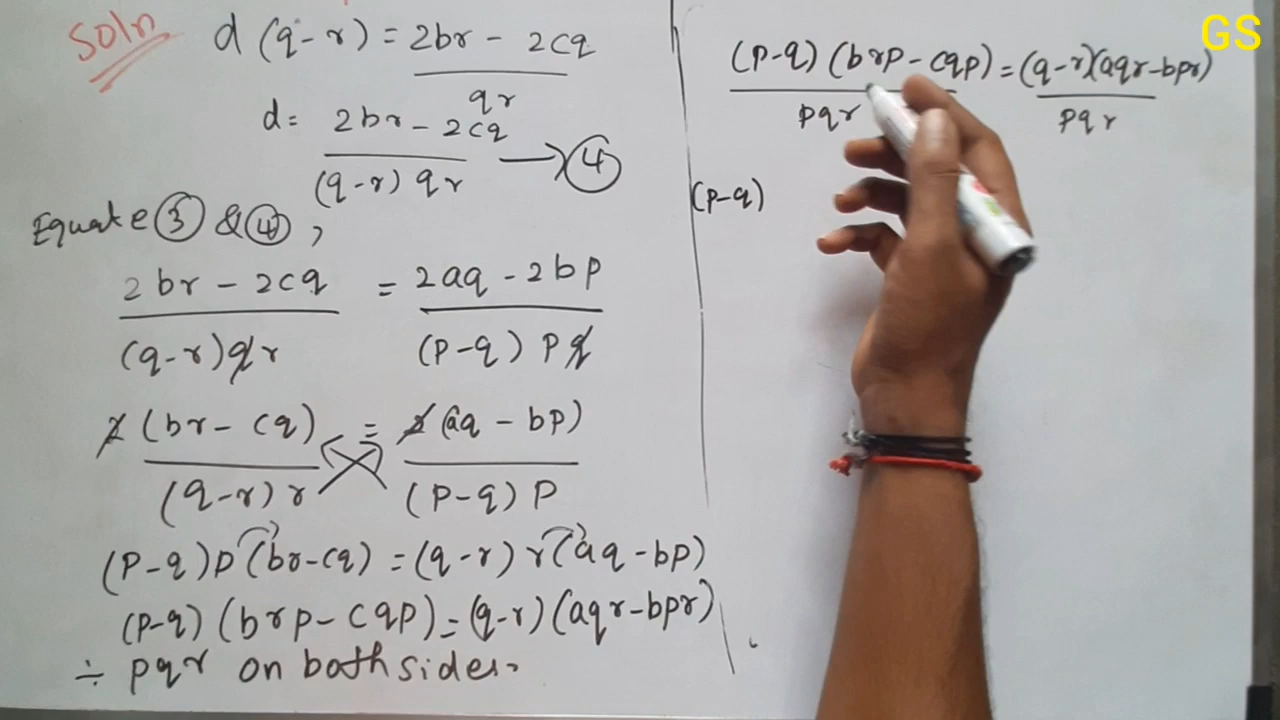 Soln d (q-r) = 2br - 2cq
qr
d = 2br - 2cq
(q-r) qr → 4
Equate 3 & 4 ,
2br - 2cq = 2aq - 2bp
(q-r)qr (p-q) pq
2 (br - cq) = 2 (aq - bp)
(q-r) r (p-q) p
(p-q)p (br-cq) = (q-r) r (aq - bp)
(p-q) (brp - cqp) = (q-r) (aqr-bpr)
÷ pqr on both sides.
GS
(p-q) (brp - cqp) = (q-r)(aqr-bpr)
pqr pqr
(p-q)